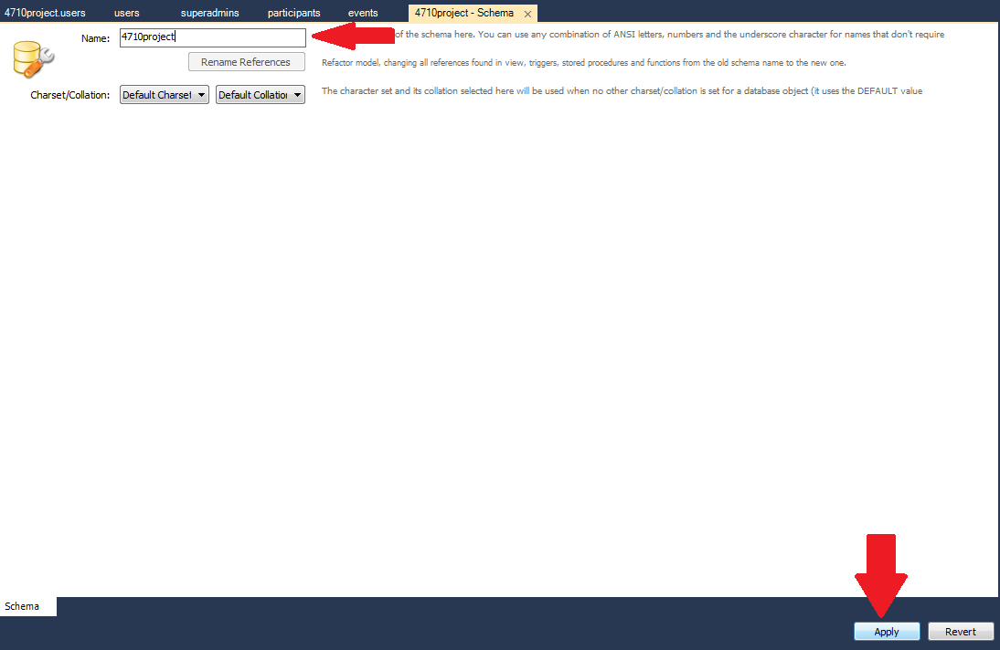 4710project.users users superadmins participants events 4710project - Schema
Name: 4710project of the schema here. You can use any combination of ANSI letters, numbers and the underscore character for names that don't require
Rename References Refactor model, changing all references found in view, triggers, stored procedures and functions from the old schema name to the new one.
Charset/Collation: Default Charset Default Collation The character set and its collation selected here will be used when no other charset/collation is set for a database object (it uses the DEFAULT value
Schema
Apply Revert